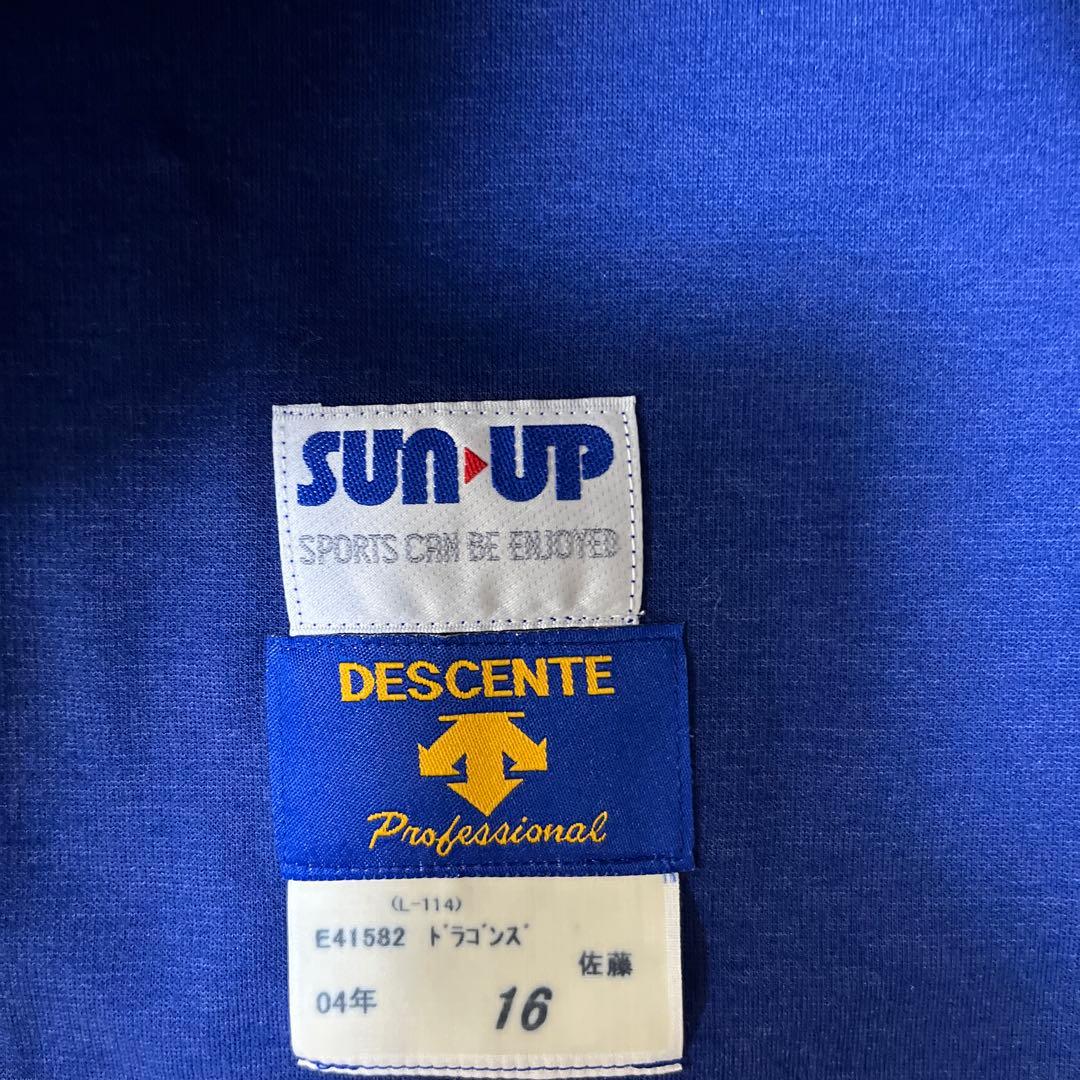 SUN UP
SPORTS CAN BE ENJOYED
DESCENTE
Professional
(L-114)
E41582 ドラゴンズ
佐藤
04年 16